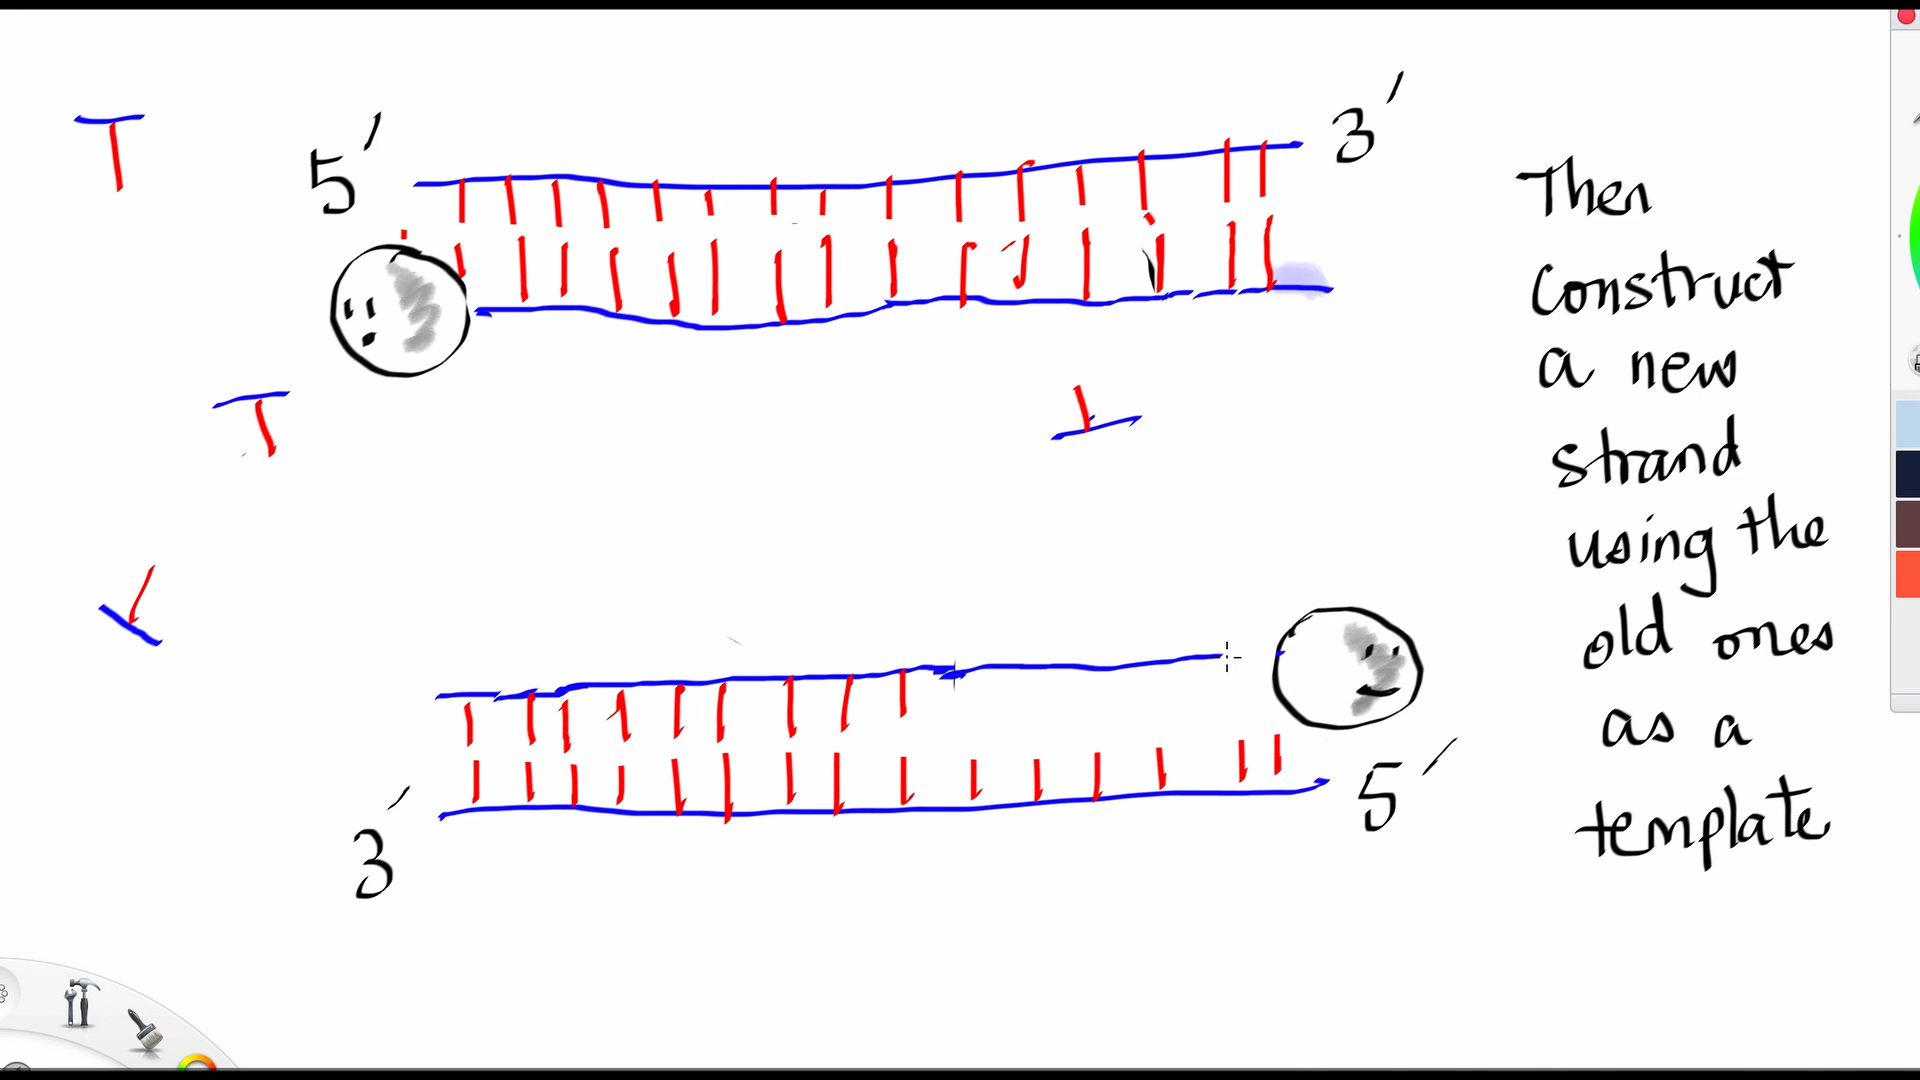 5′
3′
Then
Construct
a new
strand
using the
old ones
as a
template
3′
5′